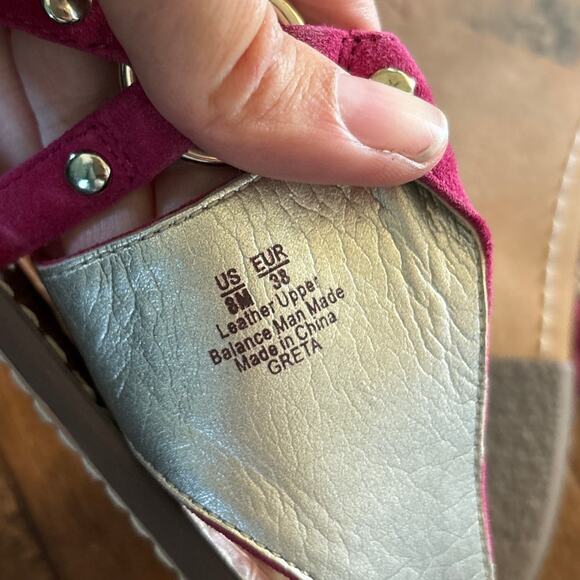 US EUR
8M 38
Leather Upper
Balance Man Made
Made in China
GRETA